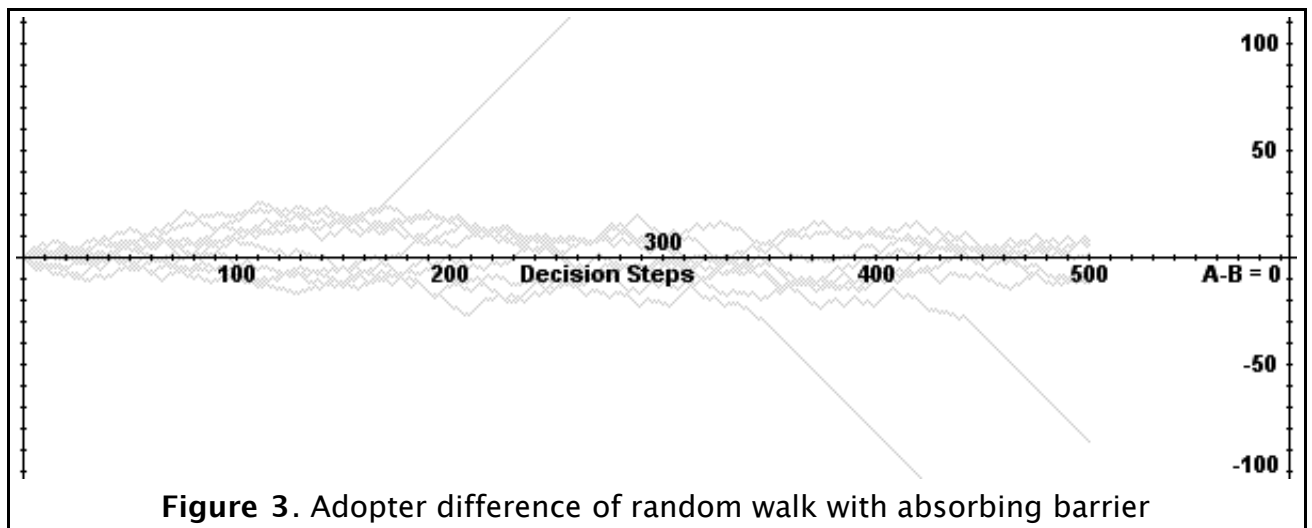 100
50
300
100 200 Decision Steps 400 500 A-B = 0
-50
-100
Figure 3. Adopter difference of random walk with absorbing barrier